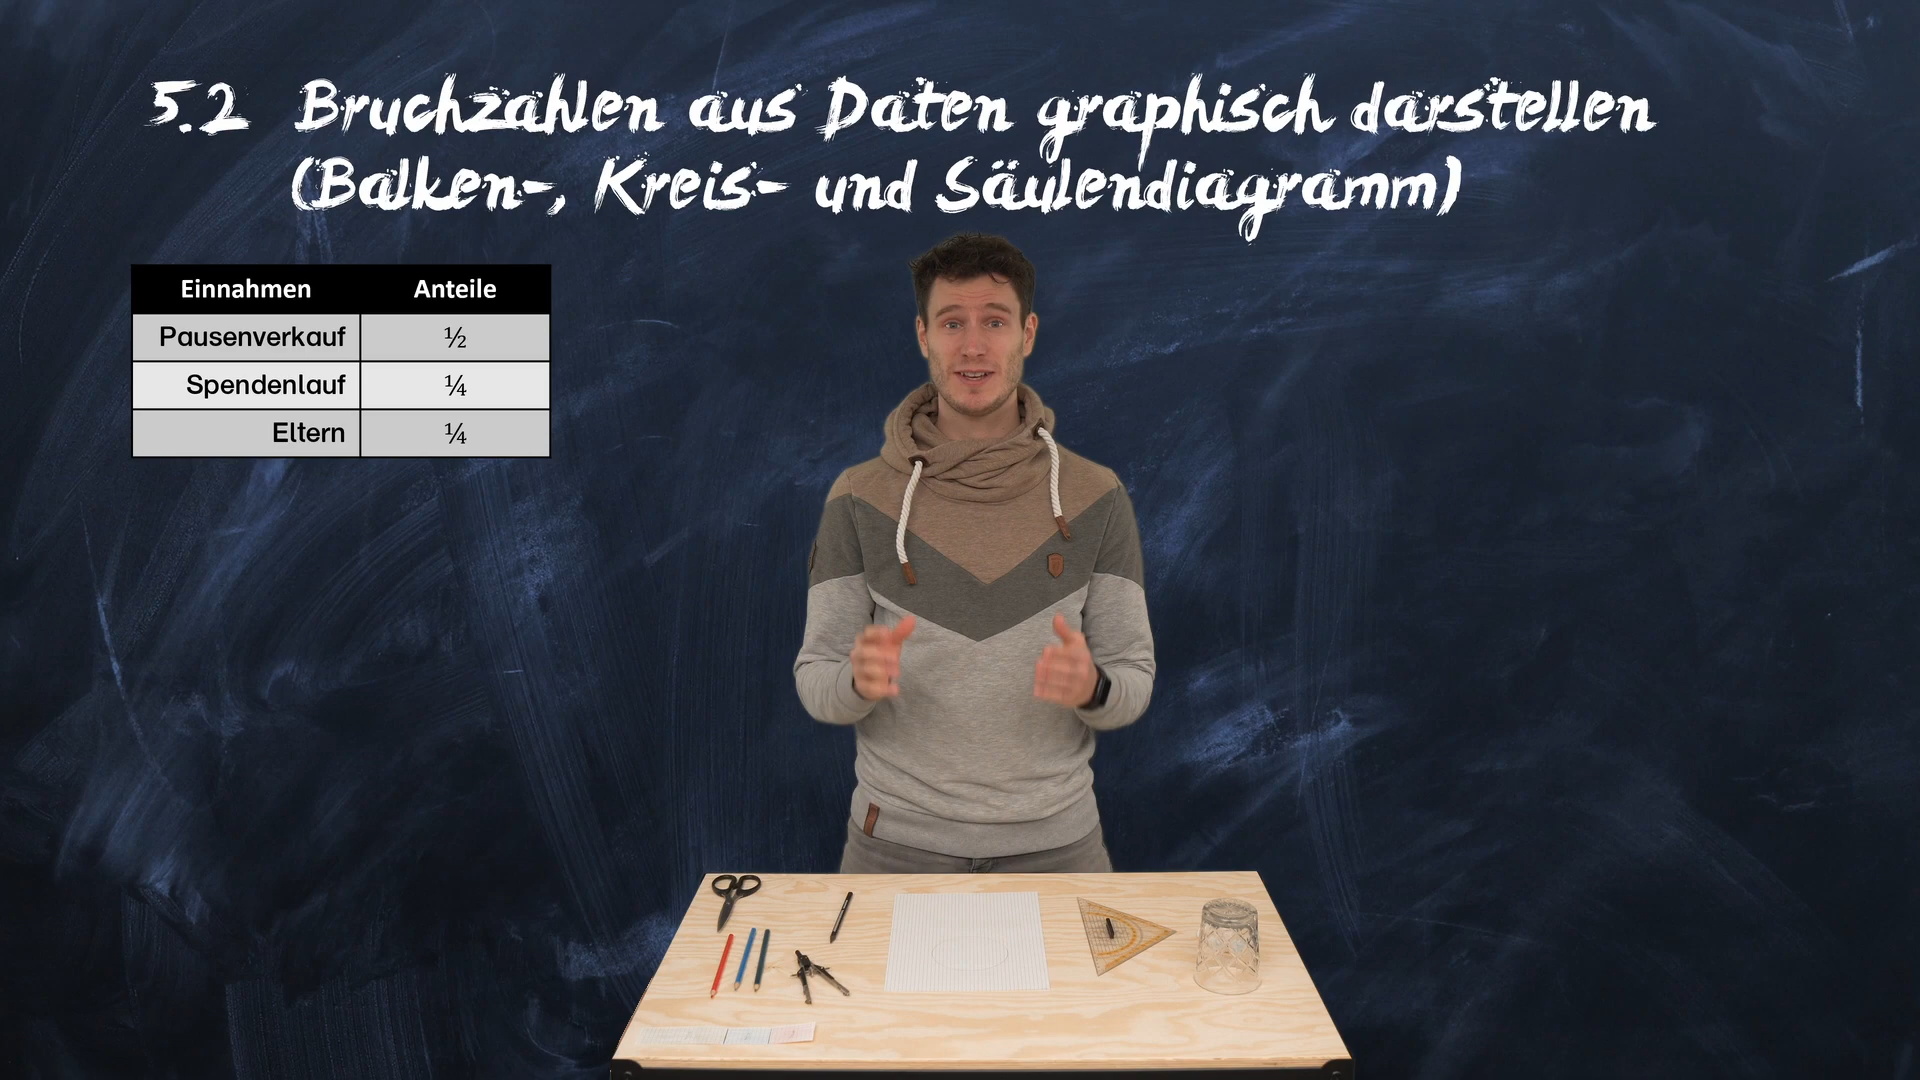 5.2 Bruchzahlen aus Daten graphisch darstellen
(Balken-, Kreis- und Säulendiagramm)
Einnahmen Anteile
Pausenverkauf ½
Spendenlauf ¼
Eltern ¼